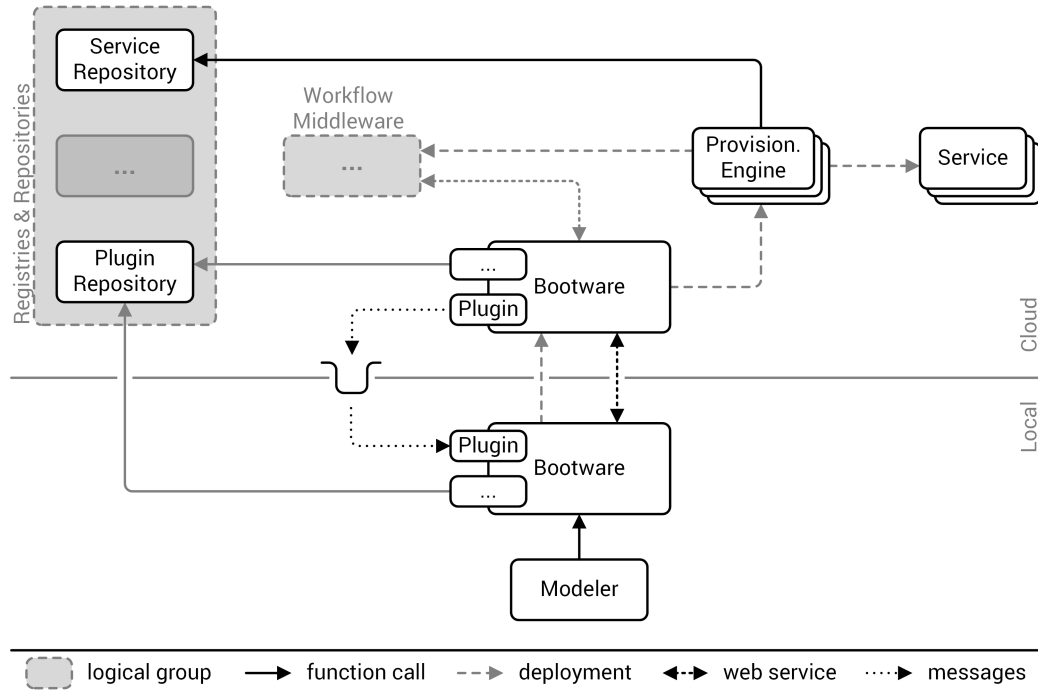 Service
Repository
...
Plugin
Repository
Registries & Repositories
Workflow
Middleware
...
Provision.
Engine
Service
...
Bootware
Plugin
Cloud
Local
Plugin
Bootware
...
Modeler
logical group
function call
deployment
web service
messages